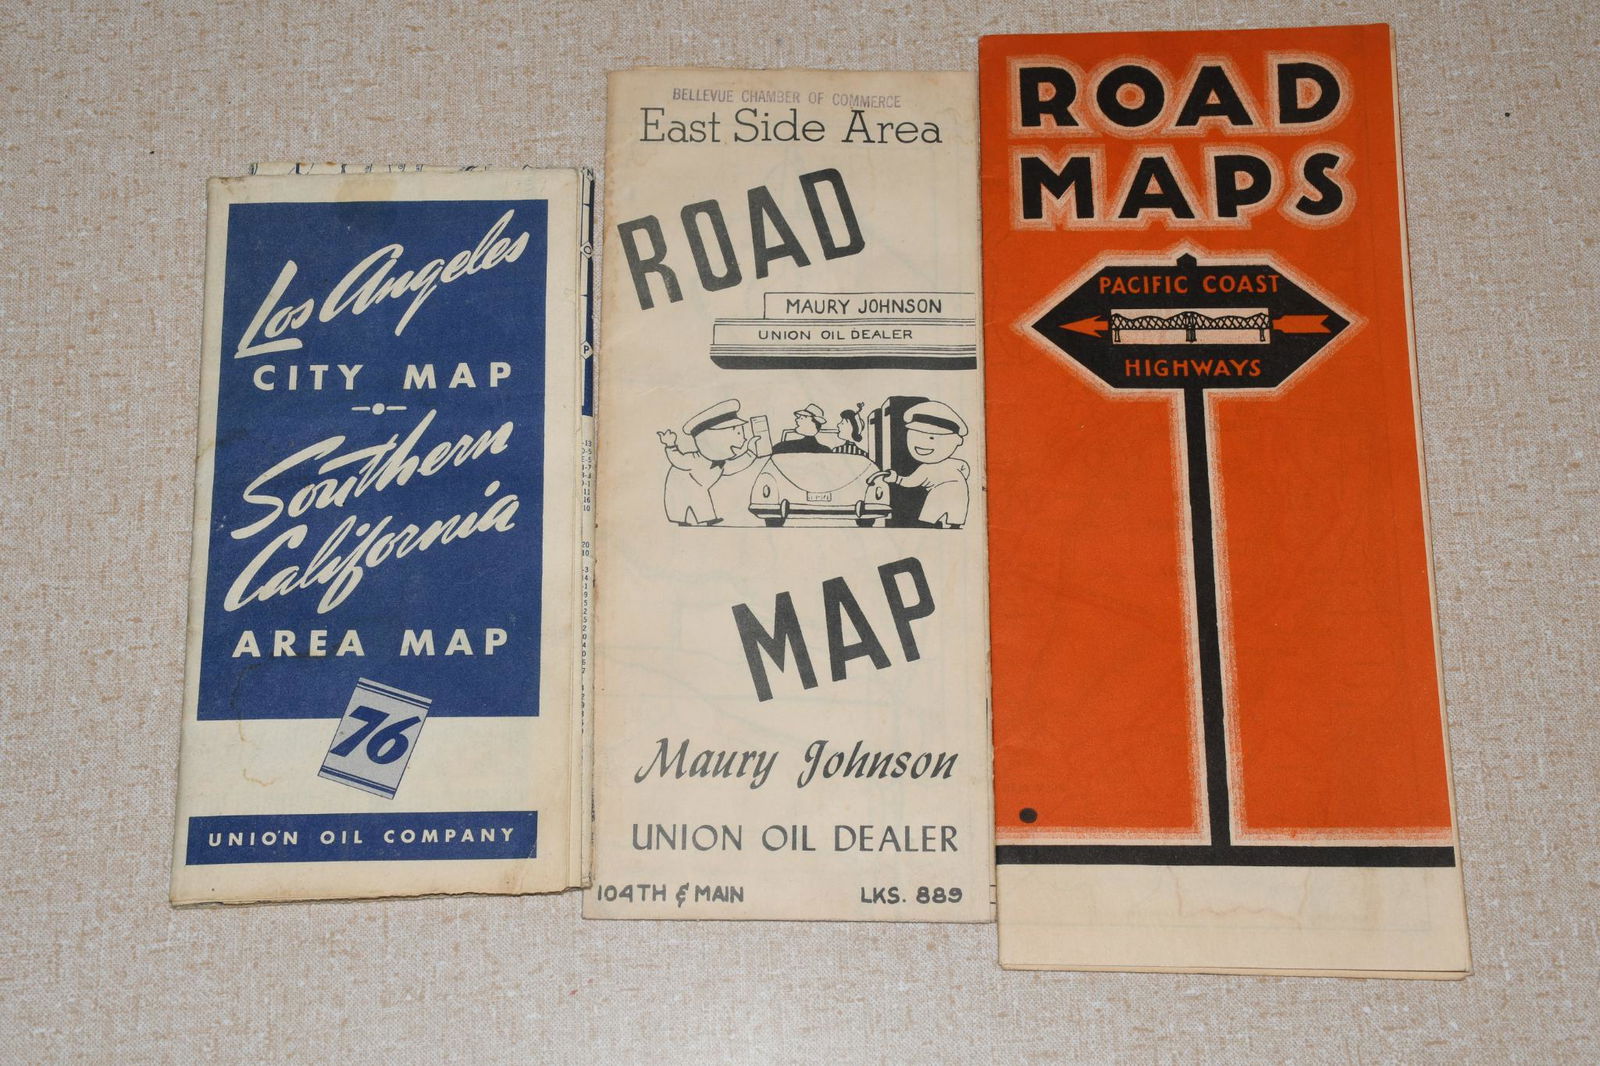 Los Angeles
CITY MAP
Southern
California
AREA MAP
76
UNION OIL COMPANY
BELLEVUE CHAMBER OF COMMERCE
East Side Area
ROAD
MAURY JOHNSON
UNION OIL DEALER
MAP
Maury Johnson
UNION OIL DEALER
104TH & MAIN LKS. 889
ROAD
MAPS
PACIFIC COAST
HIGHWAYS